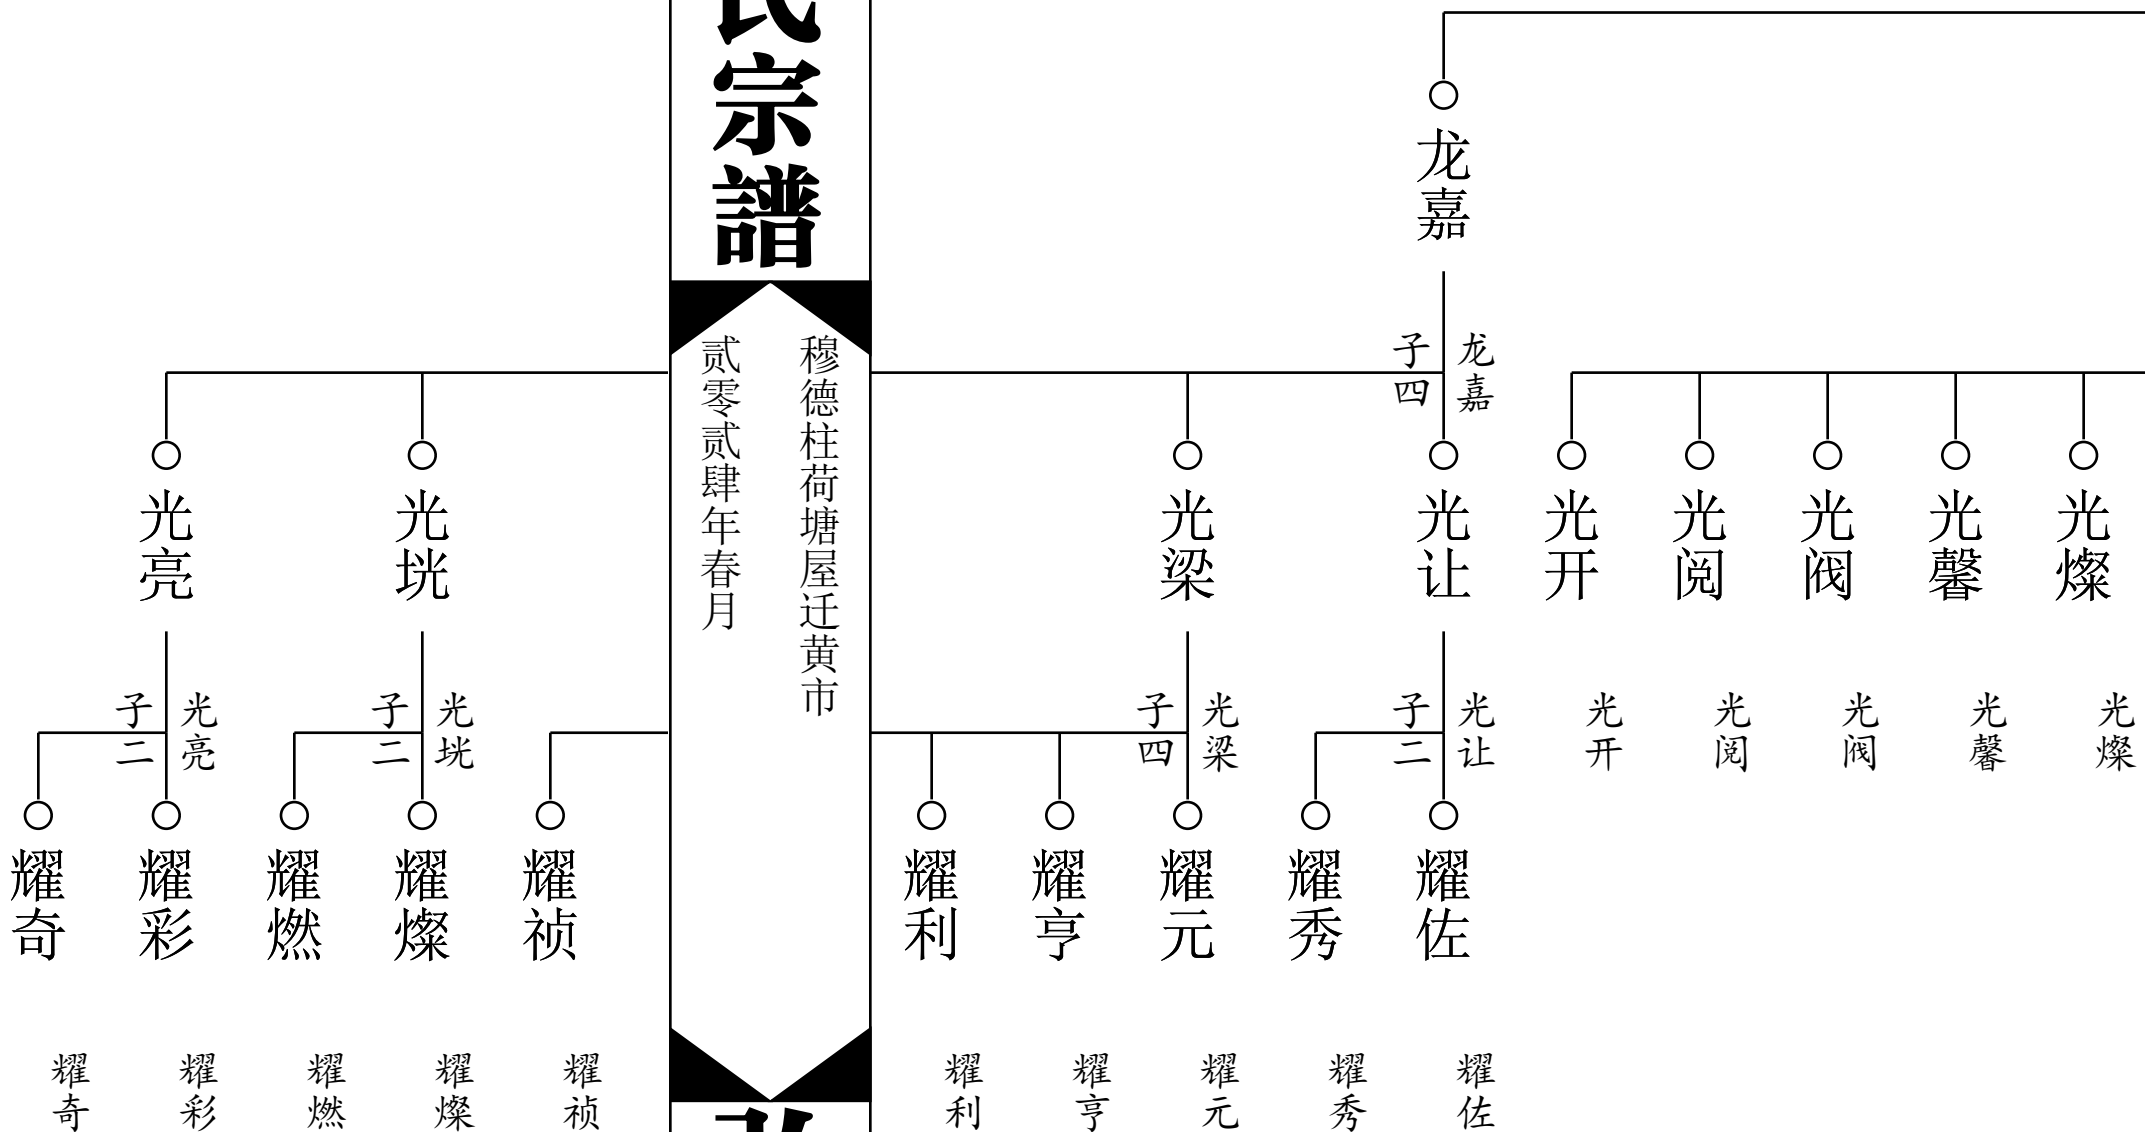 龙嘉
龙嘉
子四
光燦
光馨
光阀
光阅
光开
光让
光梁
光燦
光馨
光阀
光阅
光开
光让
子二
光梁
子四
耀佐
耀秀
耀元
耀亨
耀利
耀佐
耀秀
耀元
耀亨
耀利
氏宗譜
穆德柱荷塘屋迁黄市
贰零贰肆年春月
光垙
光亮
光垙
子二
光亮
子二
耀祯
耀燦
耀燃
耀彩
耀奇
耀祯
耀燦
耀燃
耀彩
耀奇